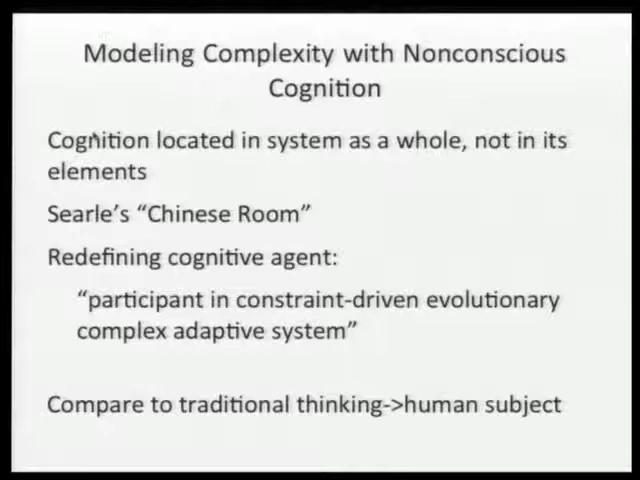 Modeling Complexity with Nonconscious
Cognition
Cognition located in system as a whole, not in its
elements
Searle's “Chinese Room”
Redefining cognitive agent:
“participant in constraint-driven evolutionary
complex adaptive system”
Compare to traditional thinking->human subject